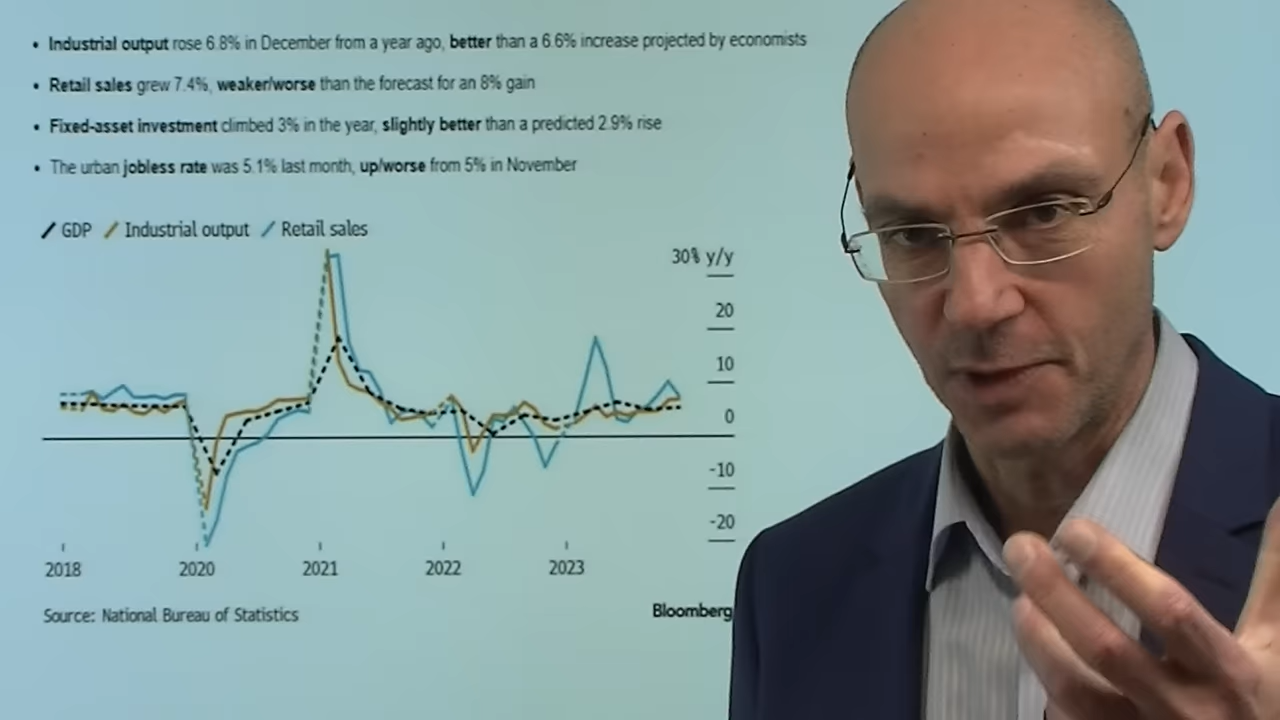 • Industrial output rose 6.8% in December from a year ago, better than a 6.6% increase projected by economists
• Retail sales grew 7.4%, weaker/worse than the forecast for an 8% gain
• Fixed-asset investment climbed 3% in the year, slightly better than a predicted 2.9% rise
• The urban jobless rate was 5.1% last month, up/worse from 5% in November
GDP Industrial output Retail sales
30% y/y
20
10
0
-10
-20
2018 2020 2021 2022 2023
Source: National Bureau of Statistics Bloomberg